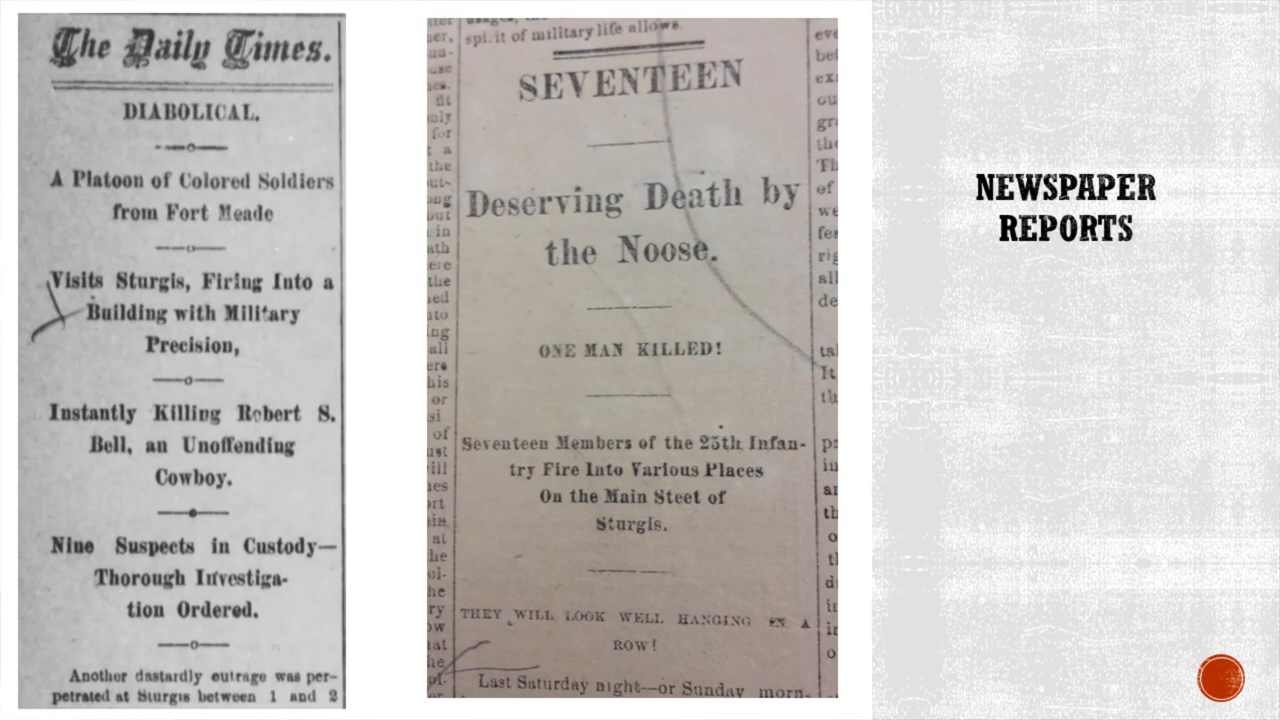 The Daily Times.
DIABOLICAL.
A Platoon of Colored Soldiers
from Fort Meade
Visits Sturgis, Firing Into a
Building with Military
Precision,
Instantly Killing Robert S.
Bell, an Unoffending
Cowboy.
Nine Suspects in Custody—
Thorough Investiga-
tion Ordered.
Another dastardly outrage was per-
petrated at Sturgis between 1 and 2
spirit of military life allows.
SEVENTEEN
Deserving Death by
the Noose.
ONE MAN KILLED!
Seventeen Members of the 25th Infan-
try Fire Into Various Places
On the Main Steet of
Sturgis.
THEY WILL LOOK WELL HANGING IN A
ROW!
Last Saturday night—or Sunday morn-
NEWSPAPER
REPORTS